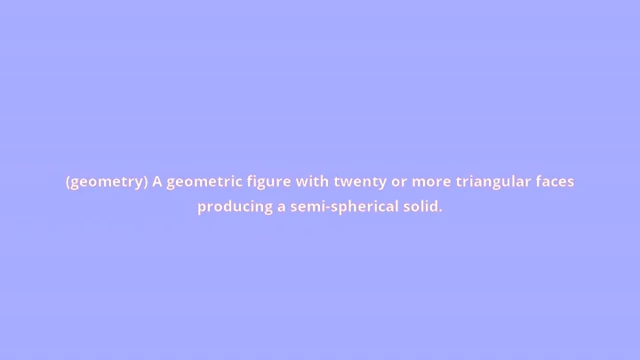 (geometry) A geometric figure with twenty or more triangular faces
producing a semi-spherical solid.